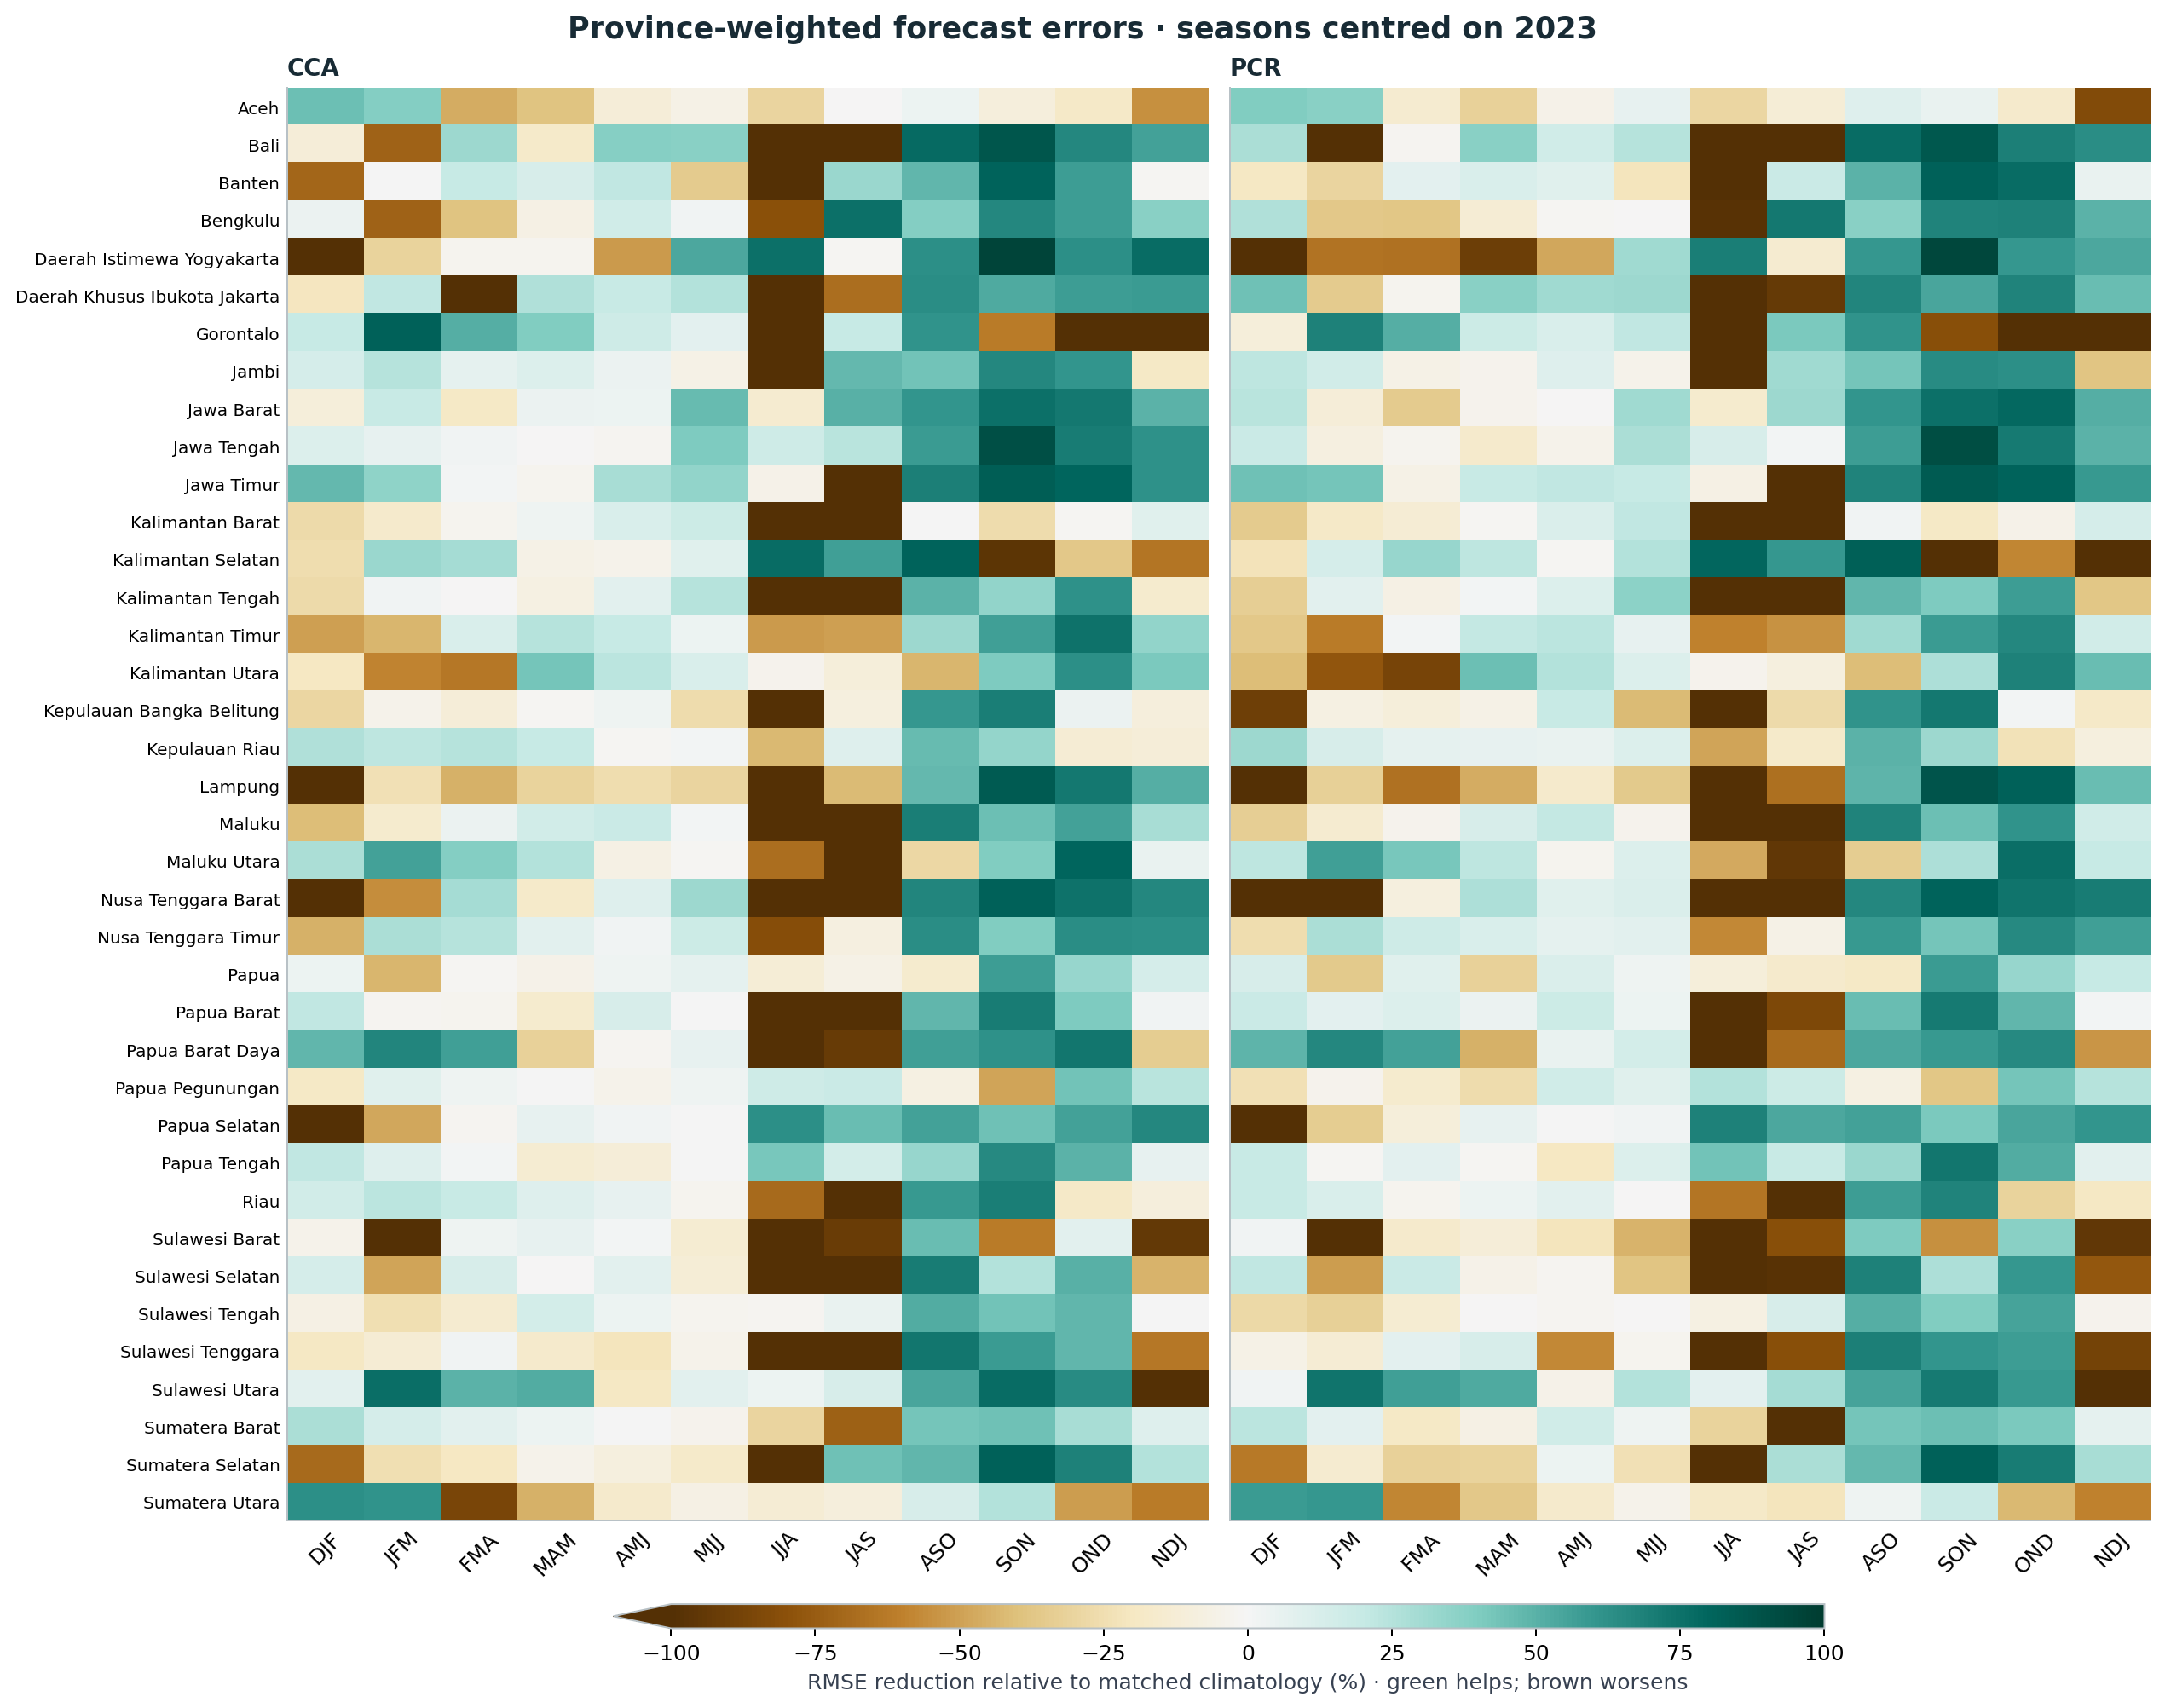 Province-weighted forecast errors · seasons centred on 2023
CCA
PCR
Aceh
Bali
Banten
Bengkulu
Daerah Istimewa Yogyakarta
Daerah Khusus Ibukota Jakarta
Gorontalo
Jambi
Jawa Barat
Jawa Tengah
Jawa Timur
Kalimantan Barat
Kalimantan Selatan
Kalimantan Tengah
Kalimantan Timur
Kalimantan Utara
Kepulauan Bangka Belitung
Kepulauan Riau
Lampung
Maluku
Maluku Utara
Nusa Tenggara Barat
Nusa Tenggara Timur
Papua
Papua Barat
Papua Barat Daya
Papua Pegunungan
Papua Selatan
Papua Tengah
Riau
Sulawesi Barat
Sulawesi Selatan
Sulawesi Tengah
Sulawesi Tenggara
Sulawesi Utara
Sumatera Barat
Sumatera Selatan
Sumatera Utara
DJF JFM FMA MAM AMJ MJJ JJA JAS ASO SON OND NDJ
DJF JFM FMA MAM AMJ MJJ JJA JAS ASO SON OND NDJ
−100 −75 −50 −25 0 25 50 75 100
RMSE reduction relative to matched climatology (%) · green helps; brown worsens